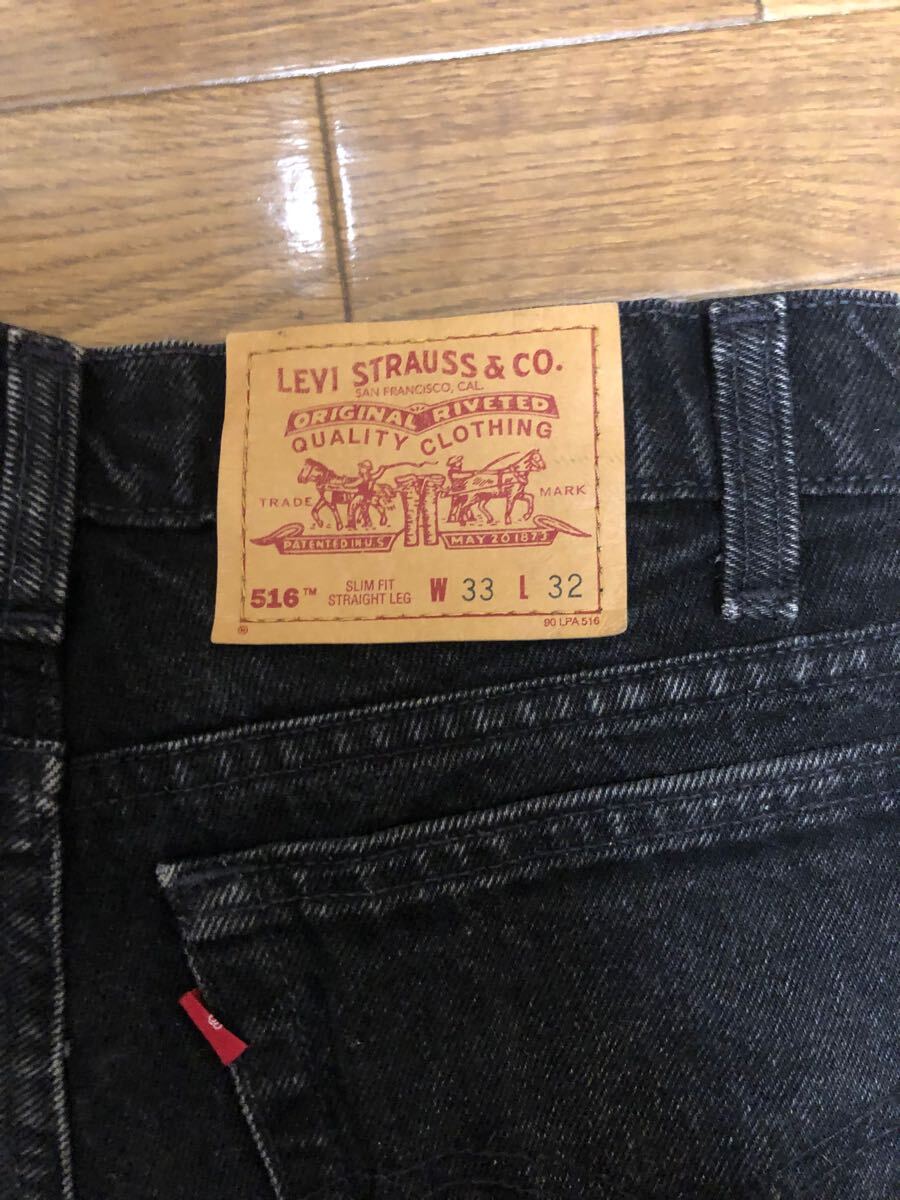 LEVI STRAUSS & CO.
SAN FRANCISCO, CAL.
ORIGINAL RIVETED
QUALITY CLOTHING
TRADE MARK
PATENTED IN U.S. MAY 20 1873
516™ SLIM FIT STRAIGHT LEG W 33 L 32
90 LPA 516
®